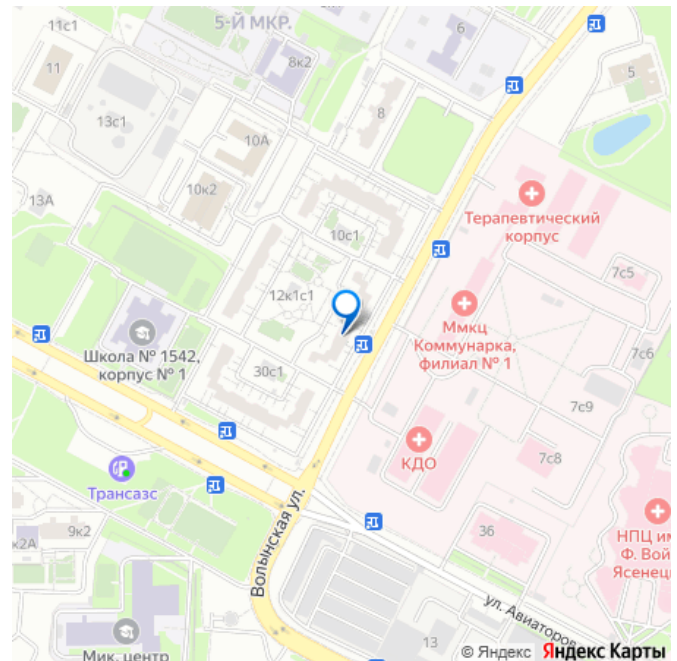 11с1
5-Й МКР.
6
11
8к2
5
8
13с1
10А
10к2
Терапевтический
корпус
13А
10с1
7с5
12к1с1
Ммкц
Коммунарка,
филиал № 1
Школа № 1542,
корпус № 1
7с6
30с1
7с9
КДО
7с8
Трансазс
Волынская ул.
36
НПЦ им
Ф. Вой
Ясенец
9к2
к2А
ул. Авиаторов
13
Мик. центр
© Яндекс Яндекс Карты